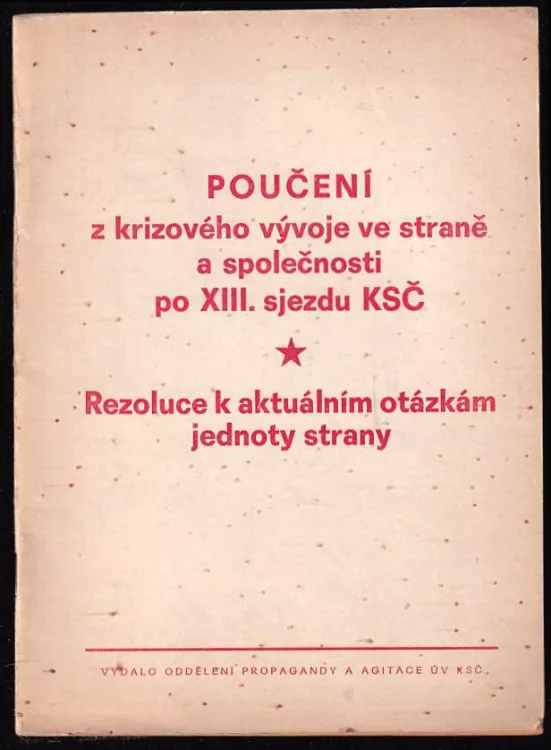 POUČENÍ
z krizového vývoje ve straně
a společnosti
po XIII. sjezdu KSČ
Rezoluce k aktuálním otázkám
jednoty strany
VYDALO ODDĚLENÍ PROPAGANDY A AGITACE ÚV KSČ